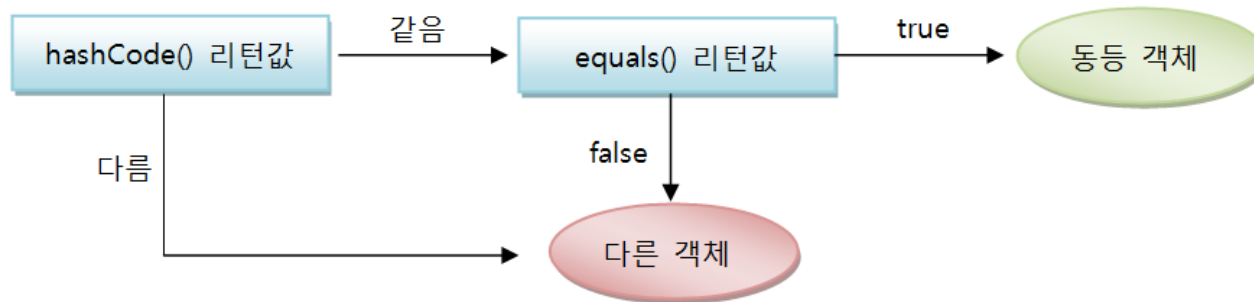 hashCode() 리턴값
같음
equals() 리턴값
true
동등 객체
다름
false
다른 객체